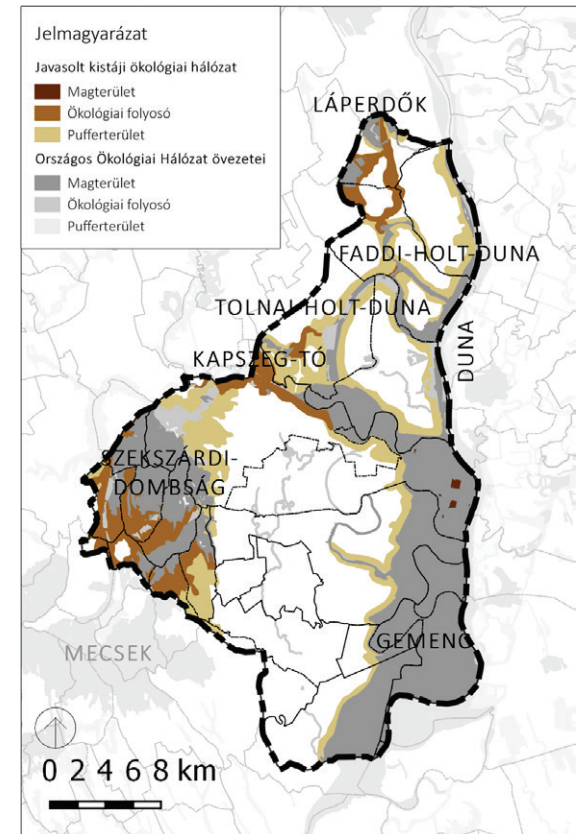 Jelmagyarázat
Javasolt kistáji ökológiai hálózat
Magterület
Ökológiai folyosó
Pufferterület
Országos Ökológiai Hálózat övezetei
Magterület
Ökológiai folyosó
Pufferterület
LÁPERDŐK
FADDI-HOLT-DUNA
TOLNAI-HOLT-DUNA
DUNA
KAPSZEG-TÓ
SZEKSZÁRDI-
DOMBSÁG
GEMENC
MECSEK
0 2 4 6 8 km